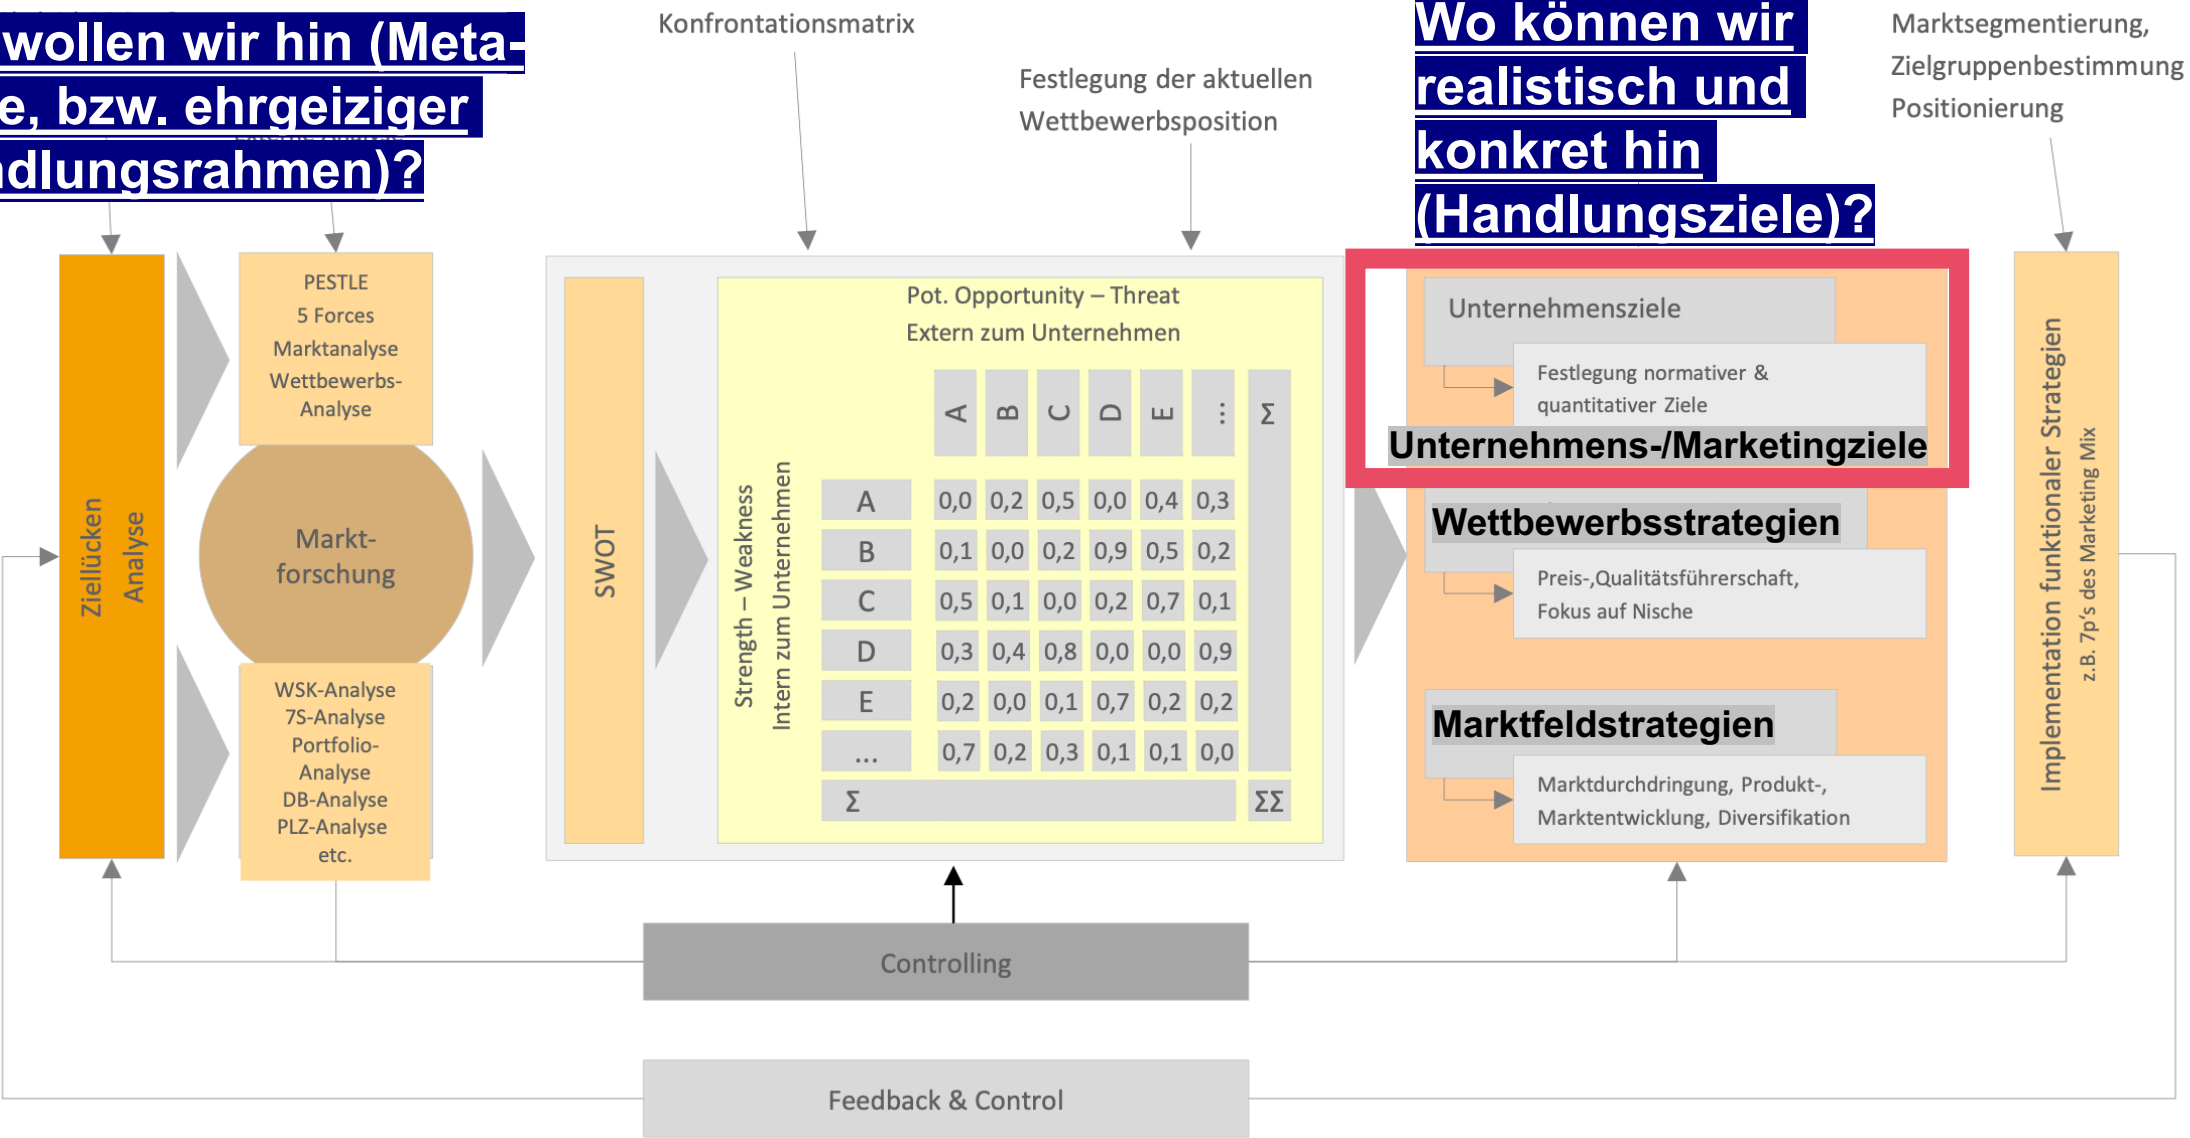 wollen wir hin (Meta-
e, bzw. ehrgeiziger
ndlungsrahmen)?
Konfrontationsmatrix
Festlegung der aktuellen
Wettbewerbsposition
Wo können wir
realistisch und
konkret hin
(Handlungsziele)?
Marktsegmentierung,
Zielgruppenbestimmung
Positionierung
Ziellücken
Analyse
PESTLE
5 Forces
Marktanalyse
Wettbewerbs-
Analyse
Markt-
forschung
WSK-Analyse
7S-Analyse
Portfolio-
Analyse
DB-Analyse
PLZ-Analyse
etc.
SWOT
Pot. Opportunity – Threat
Extern zum Unternehmen
Strength – Weakness
Intern zum Unternehmen
A B C D E ... Σ
A 0,0 0,2 0,5 0,0 0,4 0,3
B 0,1 0,0 0,2 0,9 0,5 0,2
C 0,5 0,1 0,0 0,2 0,7 0,1
D 0,3 0,4 0,8 0,0 0,0 0,9
E 0,2 0,0 0,1 0,7 0,2 0,2
... 0,7 0,2 0,3 0,1 0,1 0,0
Σ ΣΣ
Unternehmensziele
Festlegung normativer &
quantitativer Ziele
Unternehmens-/Marketingziele
Wettbewerbsstrategien
Preis-,Qualitätsführerschaft,
Fokus auf Nische
Marktfeldstrategien
Marktdurchdringung, Produkt-,
Marktentwicklung, Diversifikation
Implementation funktionaler Strategien
z.B. 7p's des Marketing Mix
Controlling
Feedback & Control